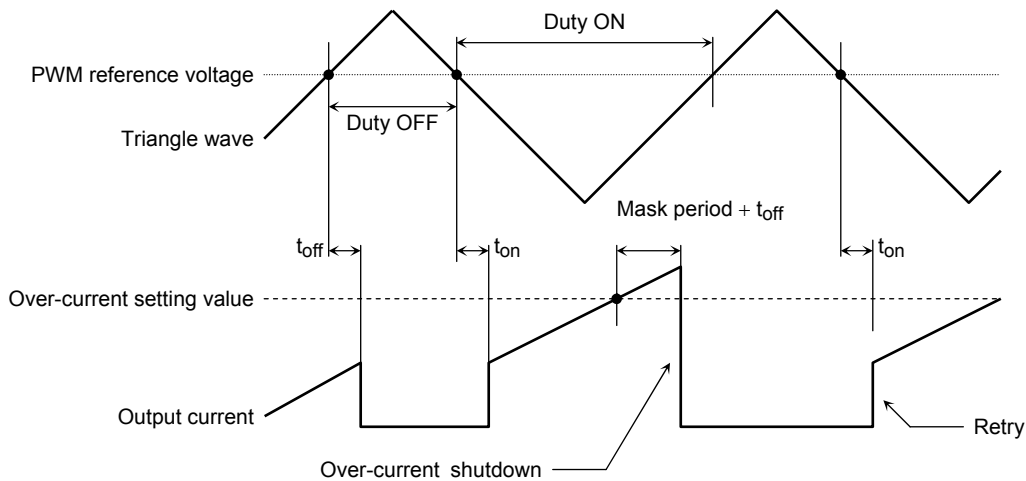 Duty ON
PWM reference voltage
Duty OFF
Triangle wave
Mask period + toff
toff
ton
ton
Over-current setting value
Output current
Retry
Over-current shutdown